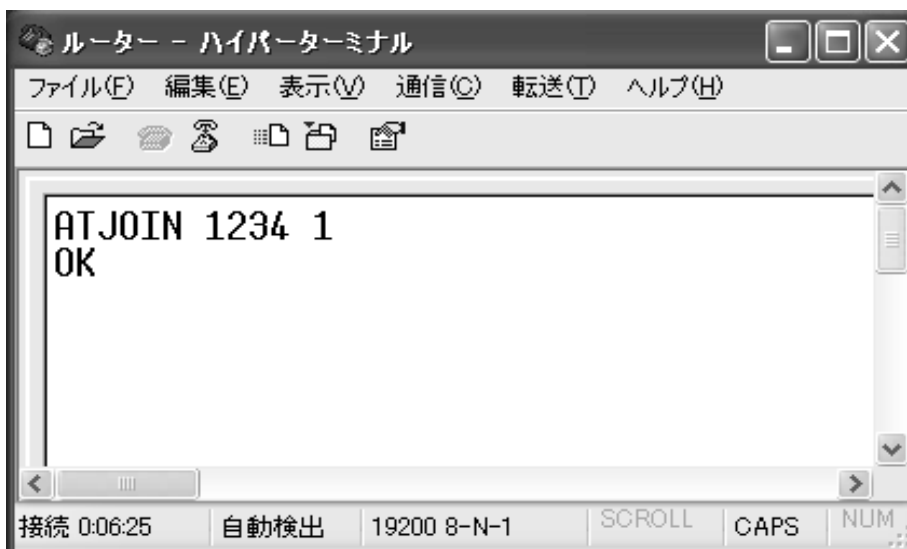 ルーター - ハイパーターミナル
ファイル(F) 編集(E) 表示(V) 通信(C) 転送(T) ヘルプ(H)
ATJOIN 1234 1
OK
接続 0:06:25 自動検出 19200 8-N-1 SCROLL CAPS NUM